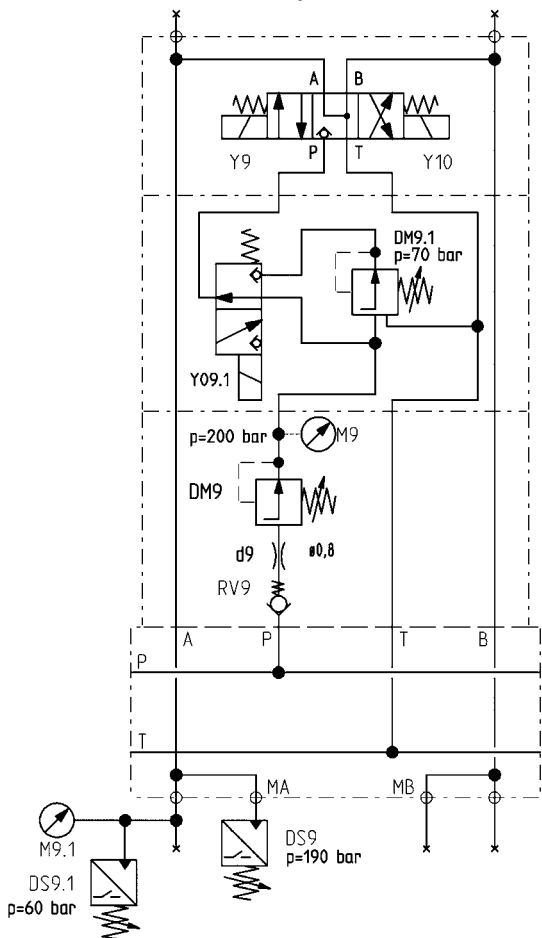 A B
P T
Y9 Y10
DM9.1
p=70 bar
Y09.1
p=200 bar M9
DM9
d9 ø0,8
RV9
A P T B
P
T
MA MB
M9.1
DS9
p=190 bar
DS9.1
p=60 bar